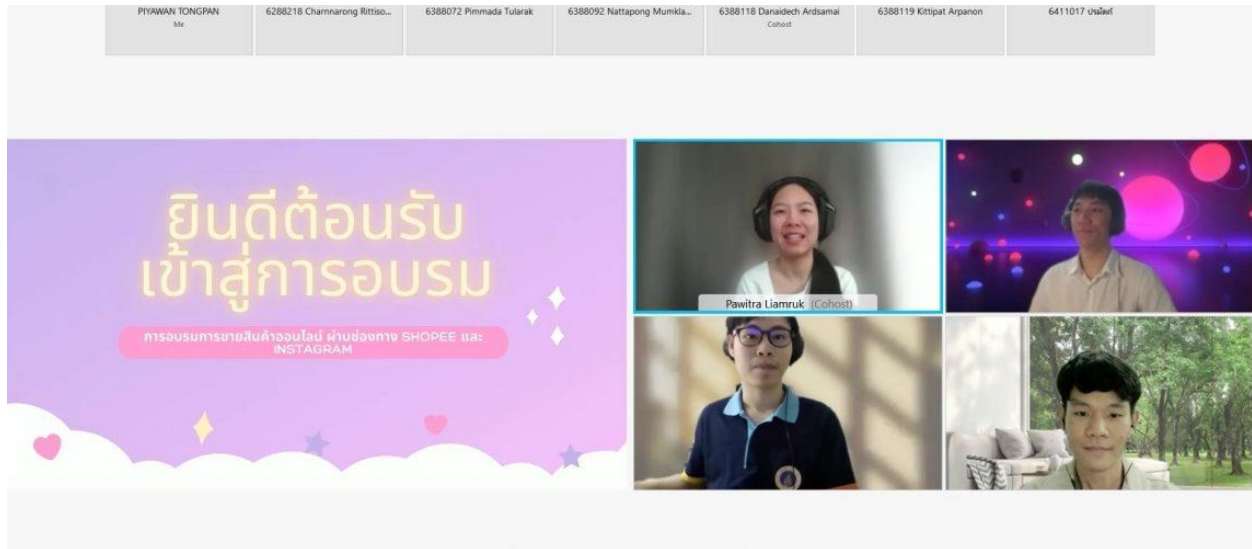 PIYAWAN TONGPAN
Me
6288218 Charnnarong Rittiso...
6388072 Pimmada Tularak
6388092 Nattapong Mumkla...
6388118 Danaidech Ardsamai
Cohost
6388119 Kittipat Arpanon
6411017 ปรมัตถ์
ยินดีต้อนรับ
เข้าสู่การอบรม
การอบรมการขายสินค้าออนไลน์ ผ่านช่องทาง SHOPEE และ
INSTAGRAM
Pawitra Liamruk (Cohost)